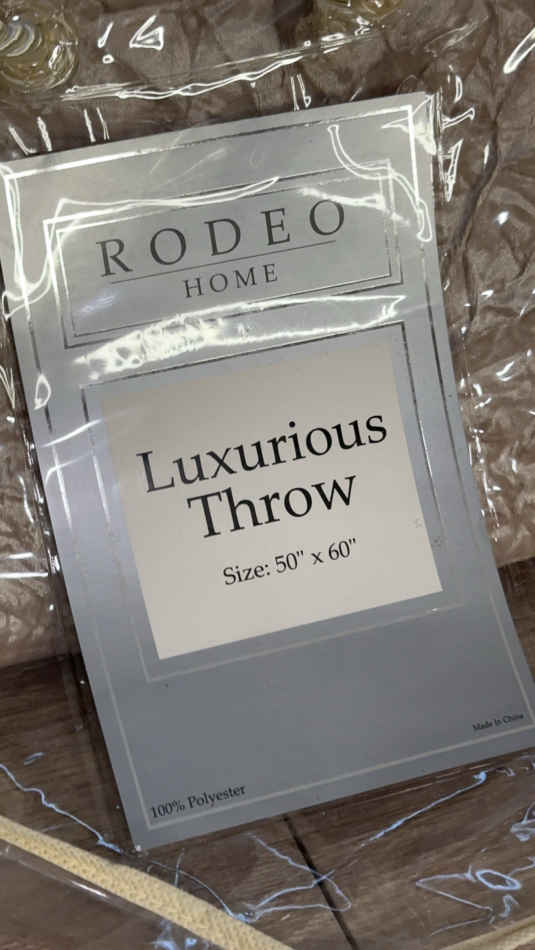 RODEO
HOME
Luxurious
Throw
Size: 50" x 60"
Made In China
100% Polyester